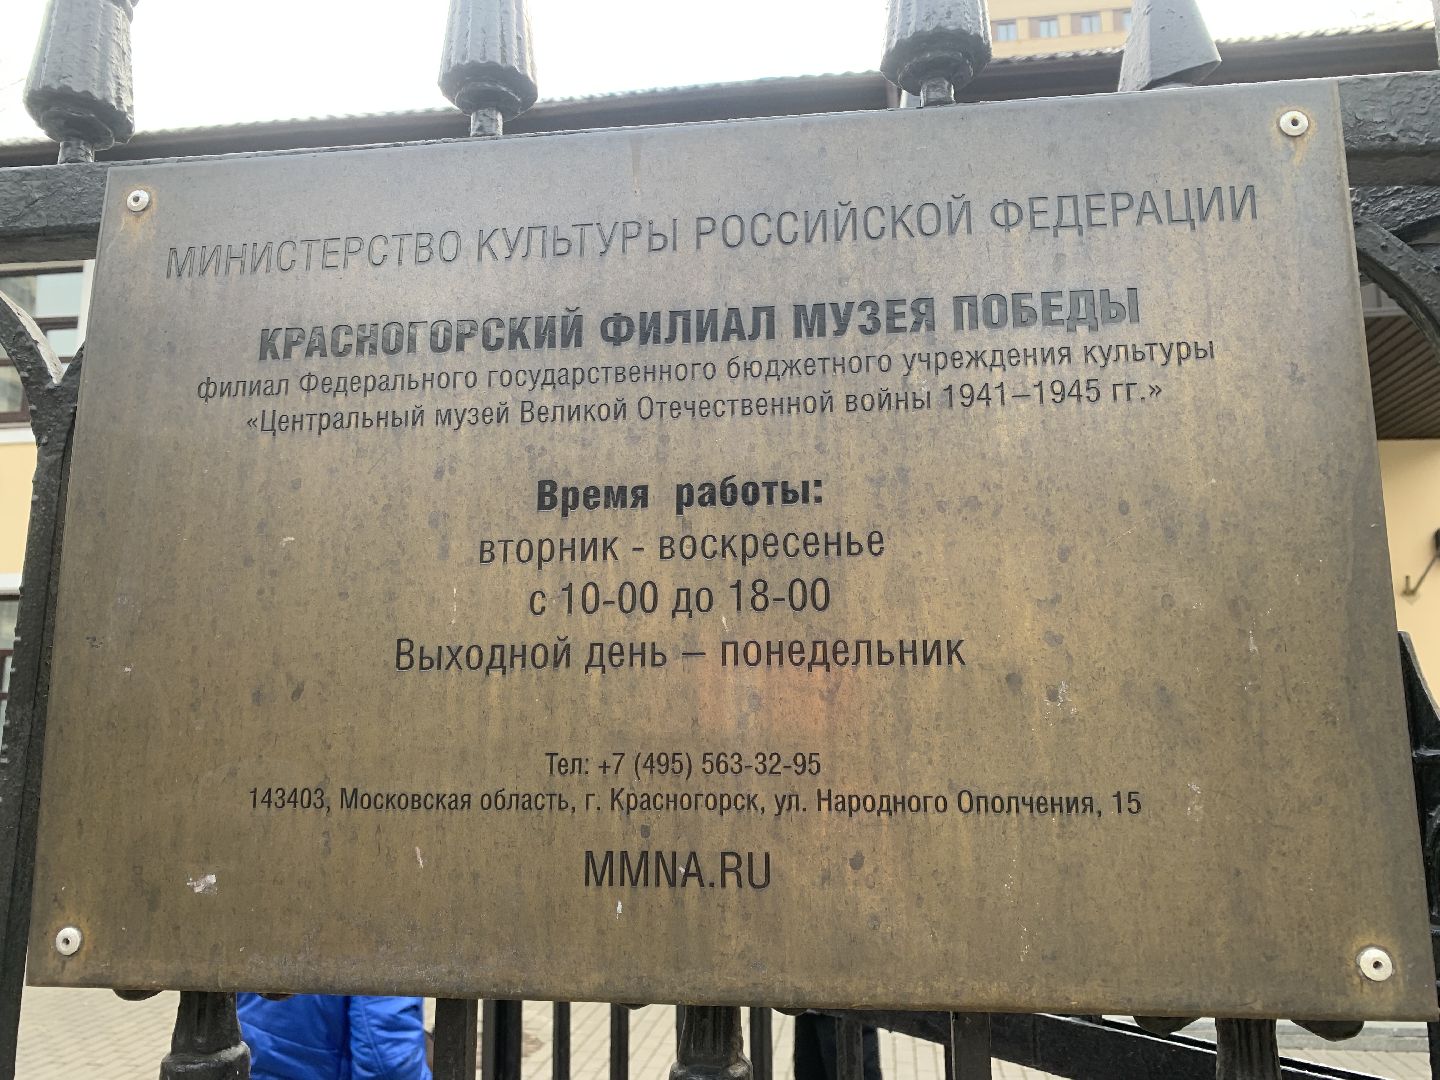 МИНИСТЕРСТВО КУЛЬТУРЫ РОССИЙСКОЙ ФЕДЕРАЦИИ
КРАСНОГОРСКИЙ ФИЛИАЛ МУЗЕЯ ПОБЕДЫ
филиал Федерального государственного бюджетного учреждения культуры
«Центральный музей Великой Отечественной войны 1941–1945 гг.»
Время работы:
вторник - воскресенье
с 10-00 до 18-00
Выходной день – понедельник
Тел: +7 (495) 563-32-95
143403, Московская область, г. Красногорск, ул. Народного Ополчения, 15
MMNA.RU